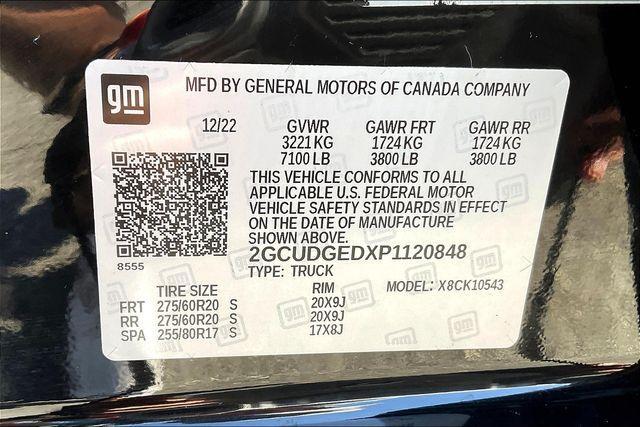 gm
MFD BY GENERAL MOTORS OF CANADA COMPANY
12/22 GVWR GAWR FRT GAWR RR
3221 KG 1724 KG 1724 KG
7100 LB 3800 LB 3800 LB
THIS VEHICLE CONFORMS TO ALL
APPLICABLE U.S. FEDERAL MOTOR
VEHICLE SAFETY STANDARDS IN EFFECT
ON THE DATE OF MANUFACTURE
SHOWN ABOVE.
2GCUDGEDXP1120848
8555
TYPE: TRUCK
TIRE SIZE RIM MODEL: X8CK10543
FRT 275/60R20 S 20X9J
RR 275/60R20 S 20X9J
SPA 255/80R17 S 17X8J